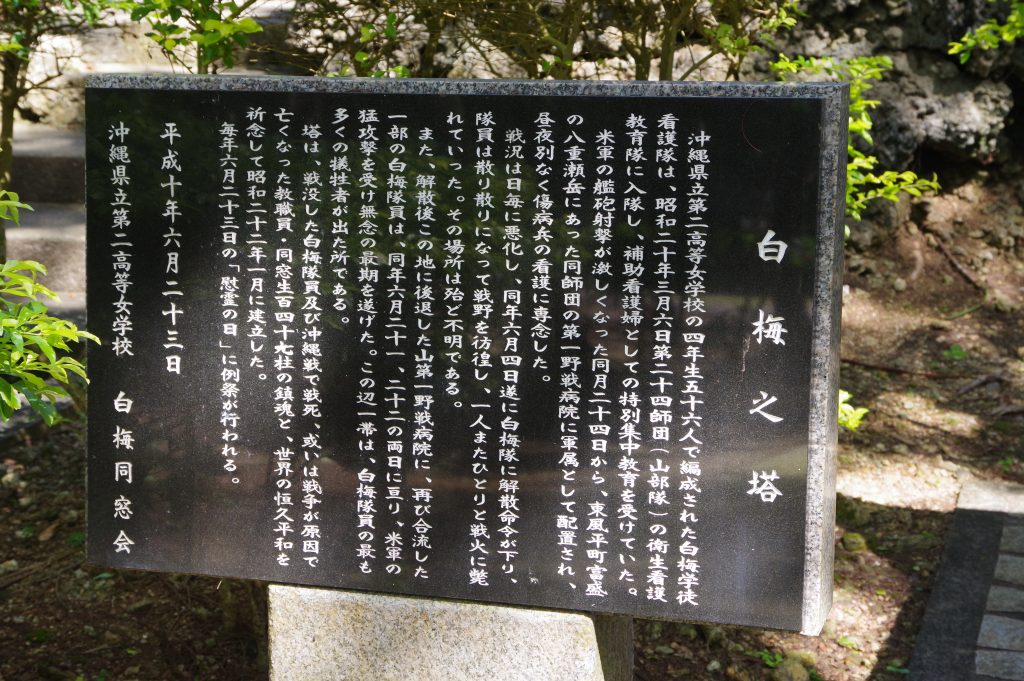 白梅之塔
沖縄県立第二高等女学校の四年生五十六人で編成された白梅学徒
看護隊は、昭和二十年三月六日第二十四師団(山部隊)の衛生看護
教育隊に入隊し、補助看護婦としての特別集中教育を受けていた。
米軍の艦砲射撃が激しくなった同月二十四日から、東風平町富盛
の八重瀬岳にあった同師団の第一野戦病院に軍属として配置され、
昼夜別なく傷病兵の看護に専念した。
戦況は日毎に悪化し、同年六月四日遂に白梅隊に解散命令が下り、
隊員は散り散りになって戦野を彷徨し、一人またひとりと戦火に斃
れていった。その場所は殆ど不明である。
また、解散後この地に後退した山第一野戦病院に、再び合流した
一部の白梅隊員は、同年六月二十一、二十二の両日に亘り、米軍の
猛攻撃を受け無念の最期を遂げた。この辺一帯は、白梅隊員の最も
多くの犠牲者が出た所である。
塔は、戦没した白梅隊員及び沖縄戦で戦死、或いは戦争が原因で
亡くなった教職員・同窓生百四十七柱の鎮魂と、世界の恒久平和を
祈念して昭和二十二年一月に建立した。
毎年六月二十三日の「慰霊の日」に例祭が行われる。
平成十年六月二十三日
沖縄県立第二高等女学校 白梅同窓会